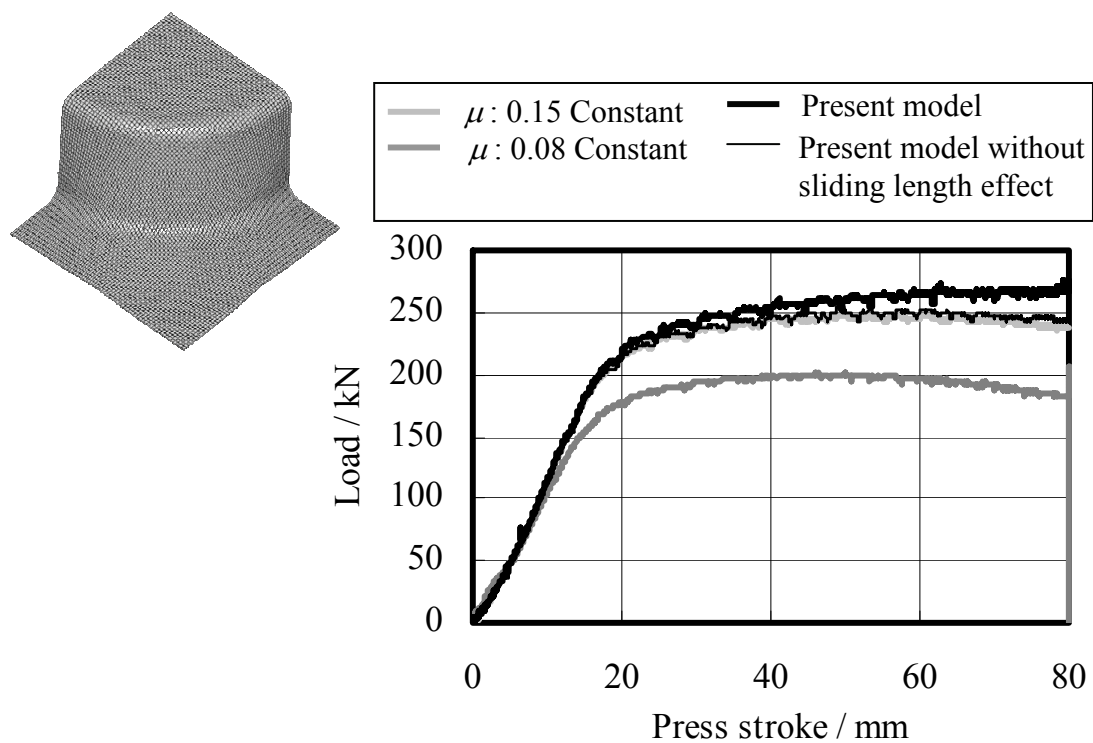 μ : 0.15 Constant
μ : 0.08 Constant
Present model
Present model without
sliding length effect
300
250
200
150
100
50
0
Load / kN
0 20 40 60 80
Press stroke / mm